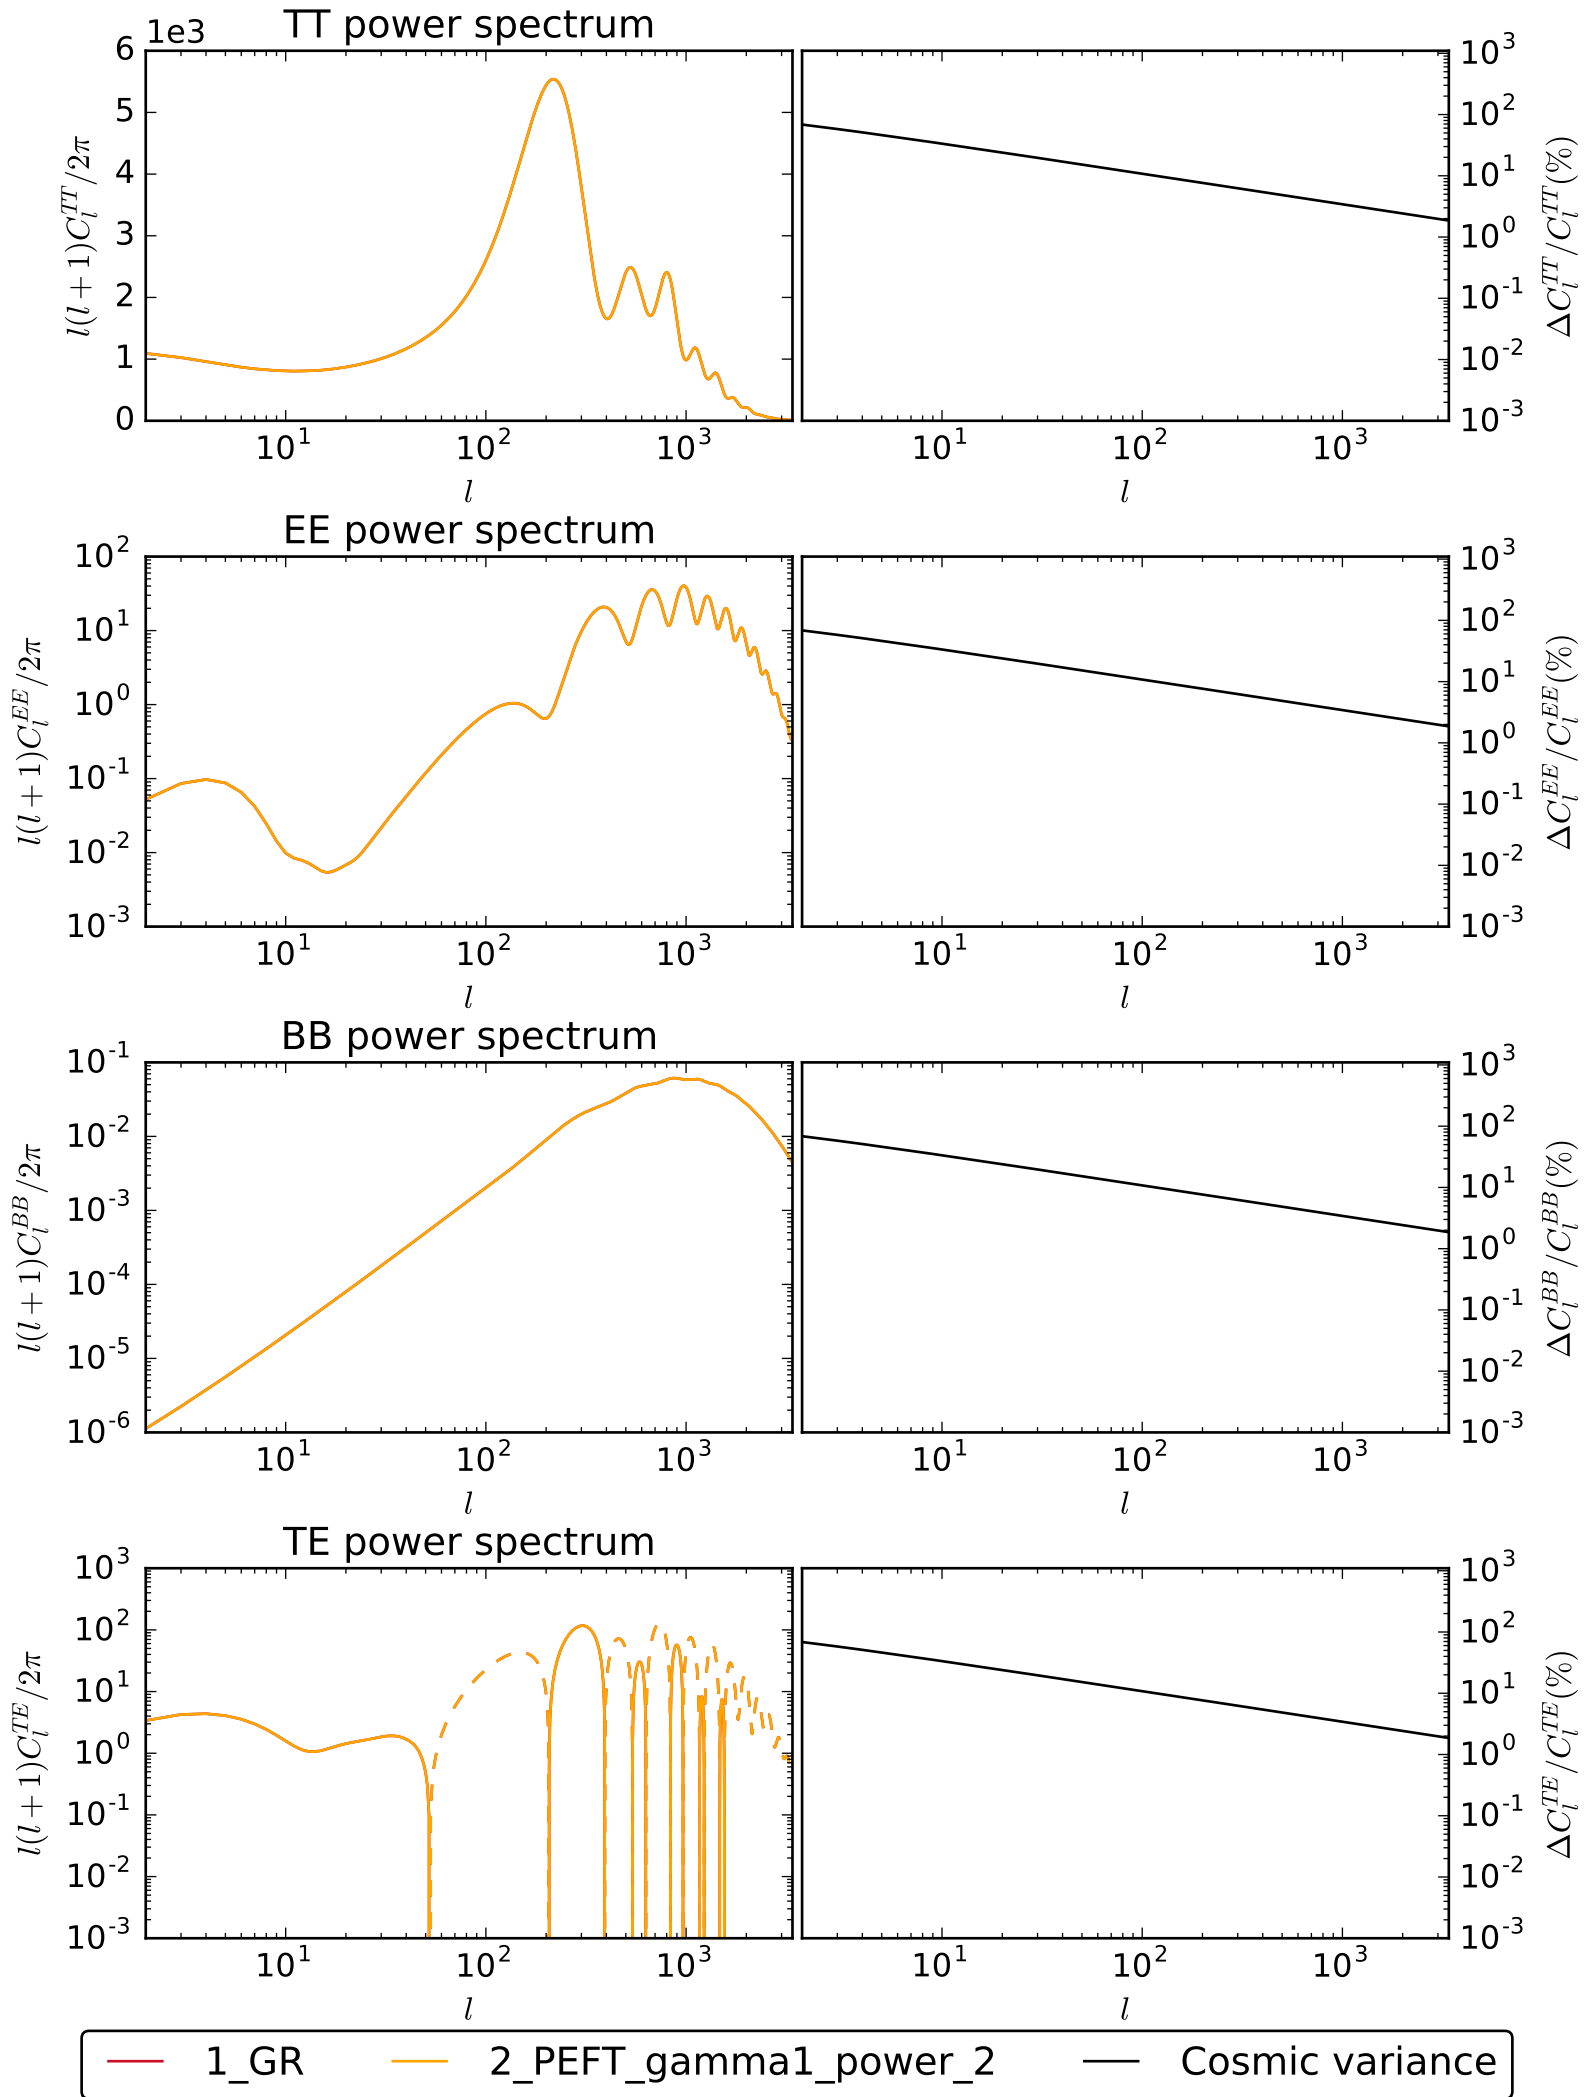 TT power spectrum
1e3
6
5
4
3
2
1
0
l(l+1)C_l^{TT}/2π
10^1 10^2 10^3
l
10^3
10^2
10^1
10^0
10^-1
10^-2
10^-3
ΔC_l^{TT}/C_l^{TT}(%)
10^1 10^2 10^3
l
EE power spectrum
10^2
10^1
10^0
10^-1
10^-2
10^-3
l(l+1)C_l^{EE}/2π
10^1 10^2 10^3
l
10^3
10^2
10^1
10^0
10^-1
10^-2
10^-3
ΔC_l^{EE}/C_l^{EE}(%)
10^1 10^2 10^3
l
BB power spectrum
10^-1
10^-2
10^-3
10^-4
10^-5
10^-6
l(l+1)C_l^{BB}/2π
10^1 10^2 10^3
l
10^3
10^2
10^1
10^0
10^-1
10^-2
10^-3
ΔC_l^{BB}/C_l^{BB}(%)
10^1 10^2 10^3
l
TE power spectrum
10^3
10^2
10^1
10^0
10^-1
10^-2
10^-3
l(l+1)C_l^{TE}/2π
10^1 10^2 10^3
l
10^3
10^2
10^1
10^0
10^-1
10^-2
10^-3
ΔC_l^{TE}/C_l^{TE}(%)
10^1 10^2 10^3
l
1_GR 2_PEFT_gamma1_power_2 Cosmic variance